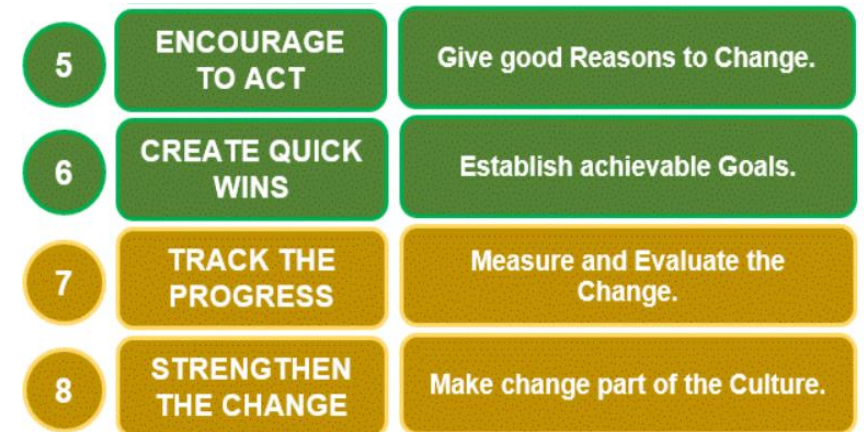 5
ENCOURAGE
TO ACT
Give good Reasons to Change.
6
CREATE QUICK
WINS
Establish achievable Goals.
7
TRACK THE
PROGRESS
Measure and Evaluate the
Change.
8
STRENGTHEN
THE CHANGE
Make change part of the Culture.